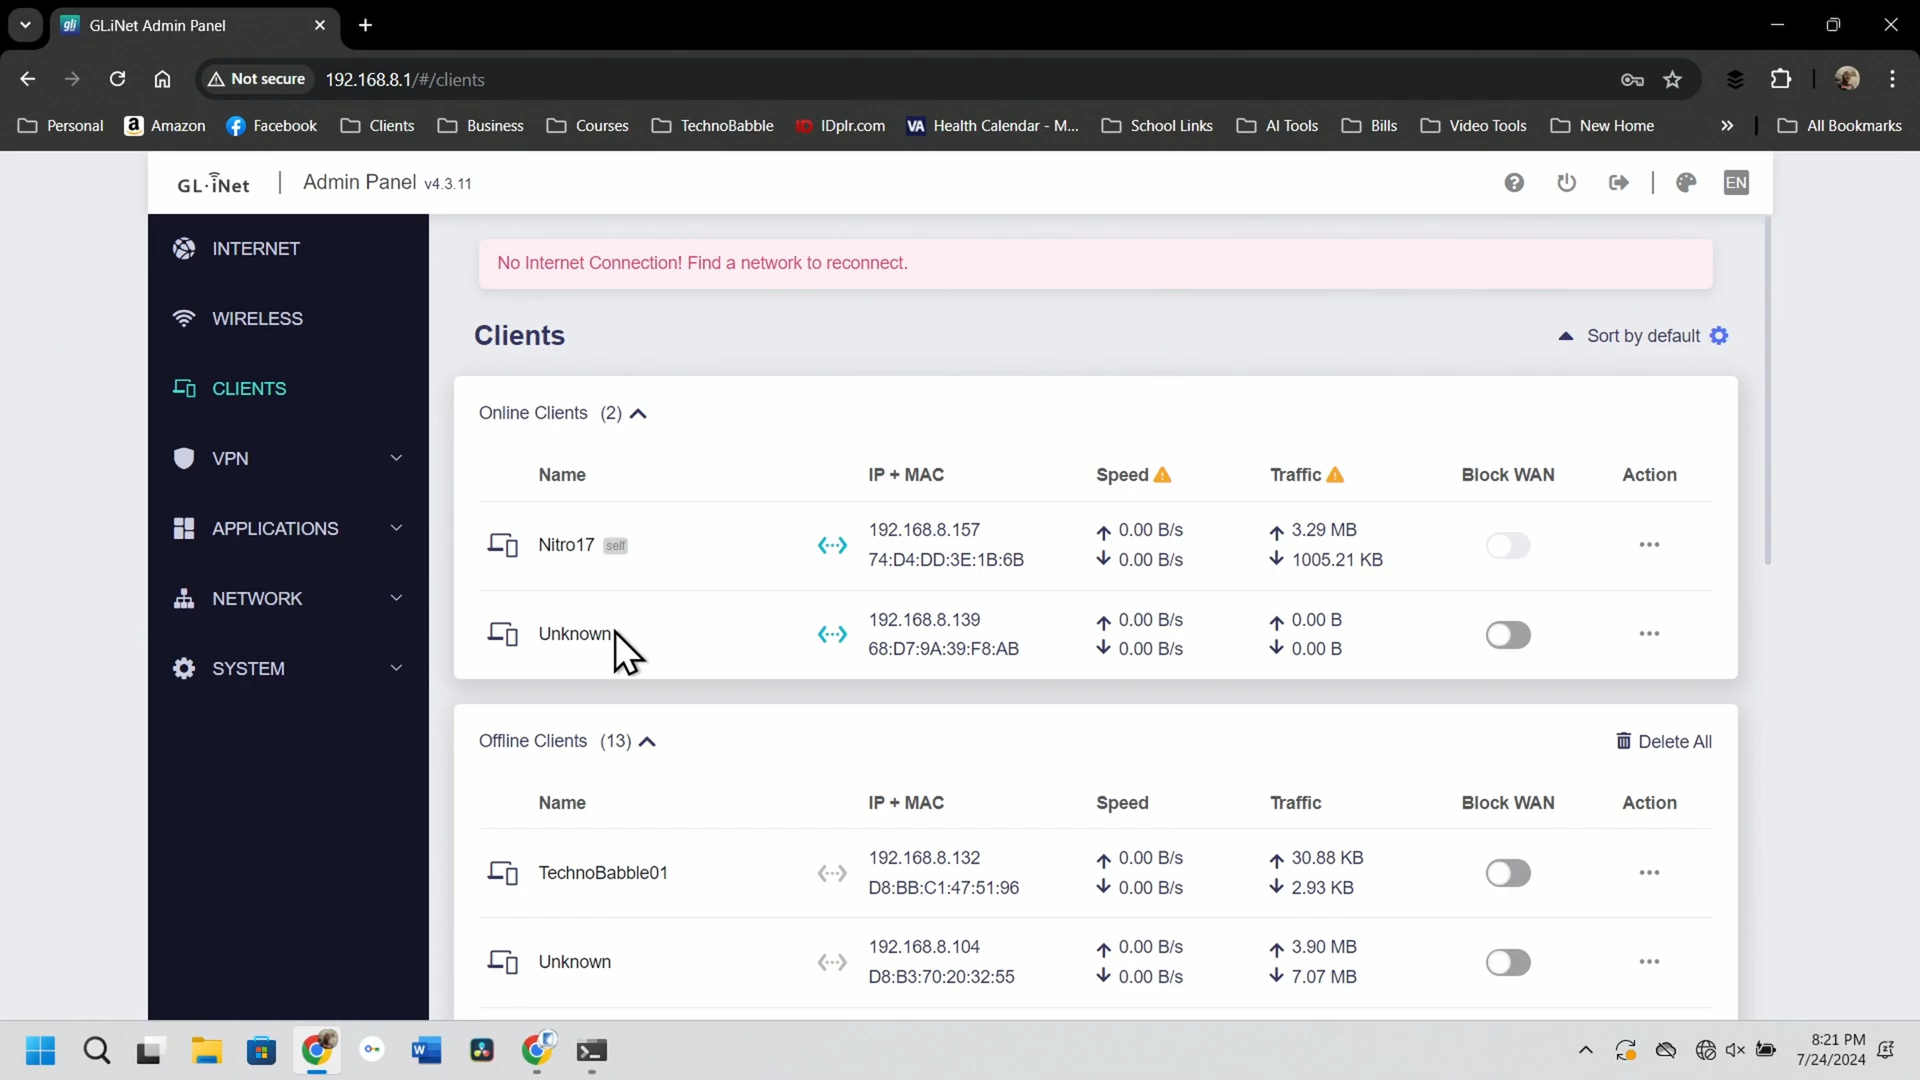 gli GL.iNet Admin Panel
Not secure 192.168.8.1/#/clients
Personal Amazon Facebook Clients Business Courses TechnoBabble ID IDplr.com VA Health Calendar - M... School Links AI Tools Bills Video Tools New Home » All Bookmarks
GL·iNet Admin Panel v4.3.11 EN
INTERNET
WIRELESS
CLIENTS
VPN
APPLICATIONS
NETWORK
SYSTEM
No Internet Connection! Find a network to reconnect.
Clients
Sort by default
Online Clients (2)
Name IP + MAC Speed Traffic Block WAN Action
Nitro17 self
192.168.8.157
74:D4:DD:3E:1B:6B
0.00 B/s
0.00 B/s
3.29 MB
1005.21 KB
Unknown
192.168.8.139
68:D7:9A:39:F8:AB
0.00 B/s
0.00 B/s
0.00 B
0.00 B
Offline Clients (13)
Delete All
Name IP + MAC Speed Traffic Block WAN Action
TechnoBabble01
192.168.8.132
D8:BB:C1:47:51:96
0.00 B/s
0.00 B/s
30.88 KB
2.93 KB
Unknown
192.168.8.104
D8:B3:70:20:32:55
0.00 B/s
0.00 B/s
3.90 MB
7.07 MB
8:21 PM
7/24/2024